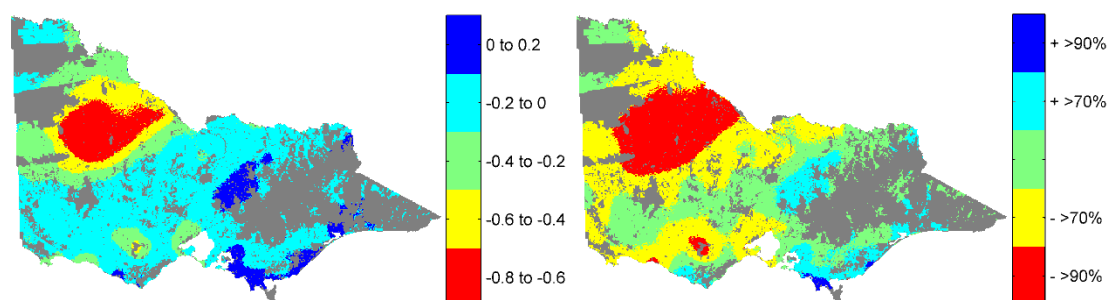 0 to 0.2
-0.2 to 0
-0.4 to -0.2
-0.6 to -0.4
-0.8 to -0.6
+ >90%
+ >70%
- >70%
- >90%